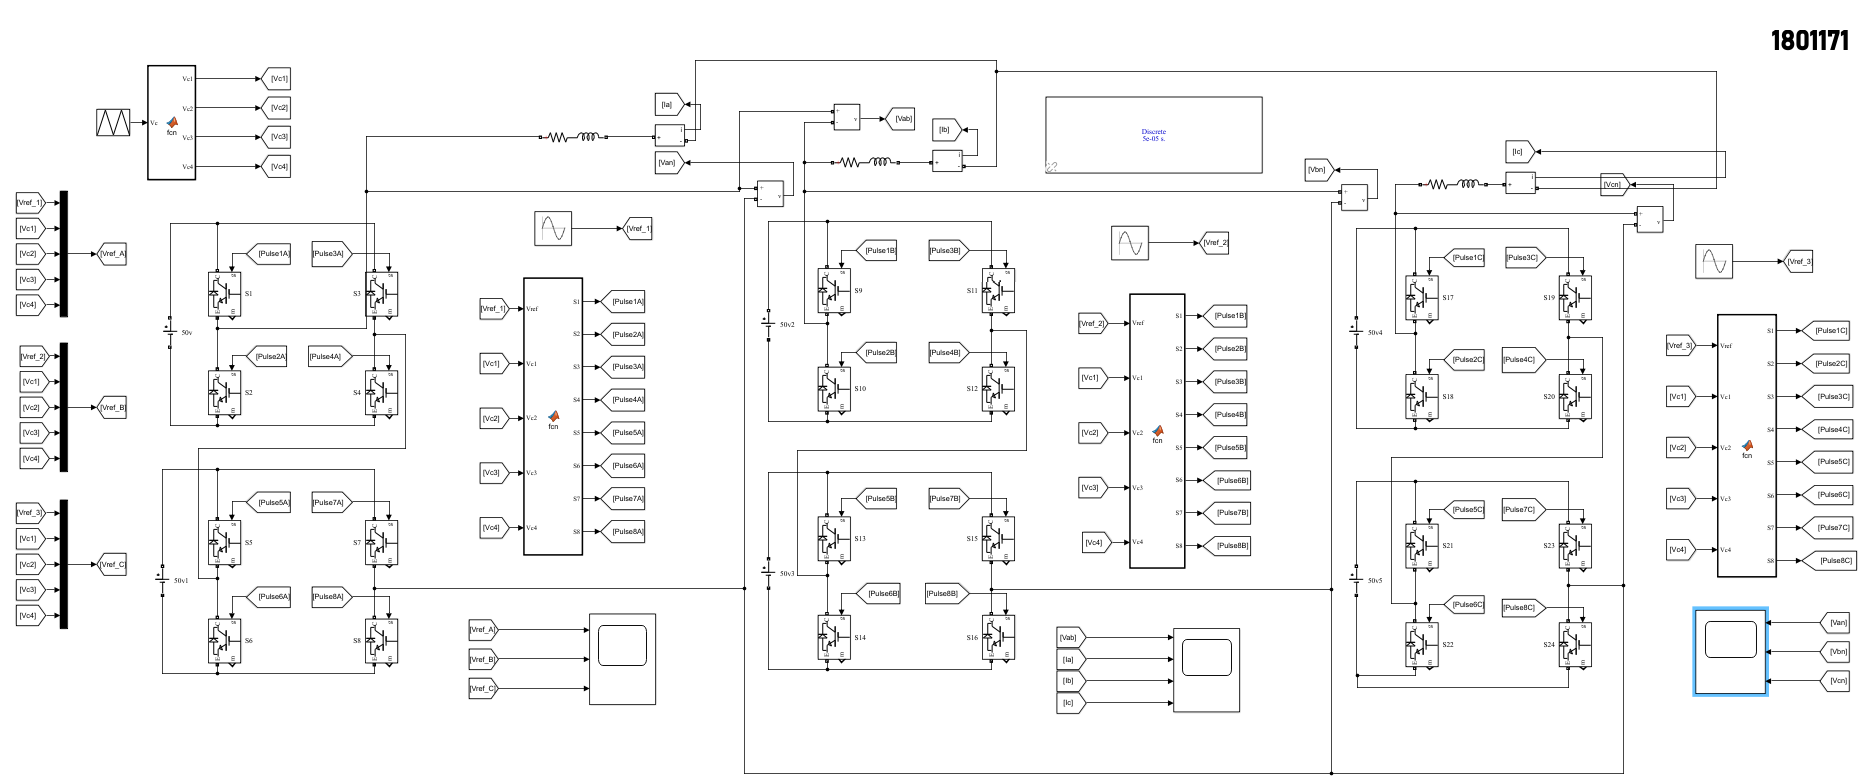 1801171
Vc
Vc1
Vc2
Vc3
Vc4
fcn
[Vc1]
[Vc2]
[Vc3]
[Vc4]
[Vref_1]
[Vc1]
[Vc2]
[Vc3]
[Vc4]
[Vref_A]
[Vref_2]
[Vc1]
[Vc2]
[Vc3]
[Vc4]
[Vref_B]
[Vref_3]
[Vc1]
[Vc2]
[Vc3]
[Vc4]
[Vref_C]
50v
[Pulse1A]
[Pulse3A]
S1
S3
[Pulse2A]
[Pulse4A]
S2
S4
50v1
[Pulse5A]
[Pulse7A]
S5
S7
[Pulse6A]
[Pulse8A]
S6
S8
[Ia]
[Van]
[Vab]
[Ib]
Discrete
5e-05 s.
[Vref_1]
[Vref_1]
[Vc1]
[Vc2]
[Vc3]
[Vc4]
Vref
Vc1
Vc2
Vc3
Vc4
fcn
S1
S2
S3
S4
S5
S6
S7
S8
[Pulse1A]
[Pulse2A]
[Pulse3A]
[Pulse4A]
[Pulse5A]
[Pulse6A]
[Pulse7A]
[Pulse8A]
[Vref_A]
[Vref_B]
[Vref_C]
50v2
[Pulse1B]
[Pulse3B]
S9
S11
[Pulse2B]
[Pulse4B]
S10
S12
50v3
[Pulse5B]
[Pulse7B]
S13
S15
[Pulse6B]
[Pulse8B]
S14
S16
[Vref_2]
[Vref_2]
[Vc1]
[Vc2]
[Vc3]
[Vc4]
Vref
Vc1
Vc2
Vc3
Vc4
fcn
S1
S2
S3
S4
S5
S6
S7
S8
[Pulse1B]
[Pulse2B]
[Pulse3B]
[Pulse4B]
[Pulse5B]
[Pulse6B]
[Pulse7B]
[Pulse8B]
[Vab]
[Ia]
[Ib]
[Ic]
[Vbn]
[Ic]
[Vcn]
50v4
[Pulse1C]
[Pulse3C]
S17
S19
[Pulse2C]
[Pulse4C]
S18
S20
50v5
[Pulse5C]
[Pulse7C]
S21
S23
[Pulse6C]
[Pulse8C]
S22
S24
[Vref_3]
[Vref_3]
[Vc1]
[Vc2]
[Vc3]
[Vc4]
Vref
Vc1
Vc2
Vc3
Vc4
fcn
S1
S2
S3
S4
S5
S6
S7
S8
[Pulse1C]
[Pulse2C]
[Pulse3C]
[Pulse4C]
[Pulse5C]
[Pulse6C]
[Pulse7C]
[Pulse8C]
[Van]
[Vbn]
[Vcn]